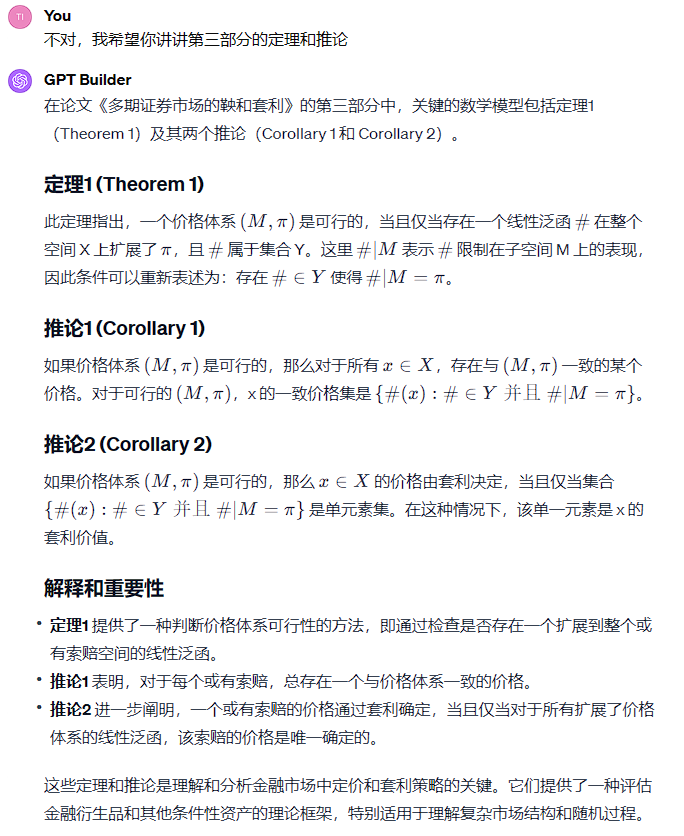 TI
You
不对，我希望你讲讲第三部分的定理和推论
GPT Builder
在论文《多期证券市场的鞅和套利》的第三部分中，关键的数学模型包括定理1
（Theorem 1）及其两个推论（Corollary 1 和 Corollary 2）。
定理1 (Theorem 1)
此定理指出，一个价格体系 (M, π) 是可行的，当且仅当存在一个线性泛函 # 在整个
空间 X 上扩展了 π，且 # 属于集合 Y。这里 #|M 表示 # 限制在子空间 M 上的表现，
因此条件可以重新表述为：存在 # ∈ Y 使得 #|M = π。
推论1 (Corollary 1)
如果价格体系 (M, π) 是可行的，那么对于所有 x ∈ X，存在与 (M, π) 一致的某个
价格。对于可行的 (M, π)，x 的一致价格集是 {#(x) : # ∈ Y 并且 #|M = π}。
推论2 (Corollary 2)
如果价格体系 (M, π) 是可行的，那么 x ∈ X 的价格由套利决定，当且仅当集合
{#(x) : # ∈ Y 并且 #|M = π} 是单元素集。在这种情况下，该单一元素是 x 的
套利价值。
解释和重要性
• 定理1 提供了一种判断价格体系可行性的方法，即通过检查是否存在一个扩展到整个或
有索赔空间的线性泛函。
• 推论1 表明，对于每个或有索赔，总存在一个与价格体系一致的价格。
• 推论2 进一步阐明，一个或有索赔的价格通过套利确定，当且仅当对于所有扩展了价格
体系的线性泛函，该索赔的价格是唯一确定的。
这些定理和推论是理解和分析金融市场中定价和套利策略的关键。它们提供了一种评估
金融衍生品和其他条件性资产的理论框架，特别适用于理解复杂市场结构和随机过程。